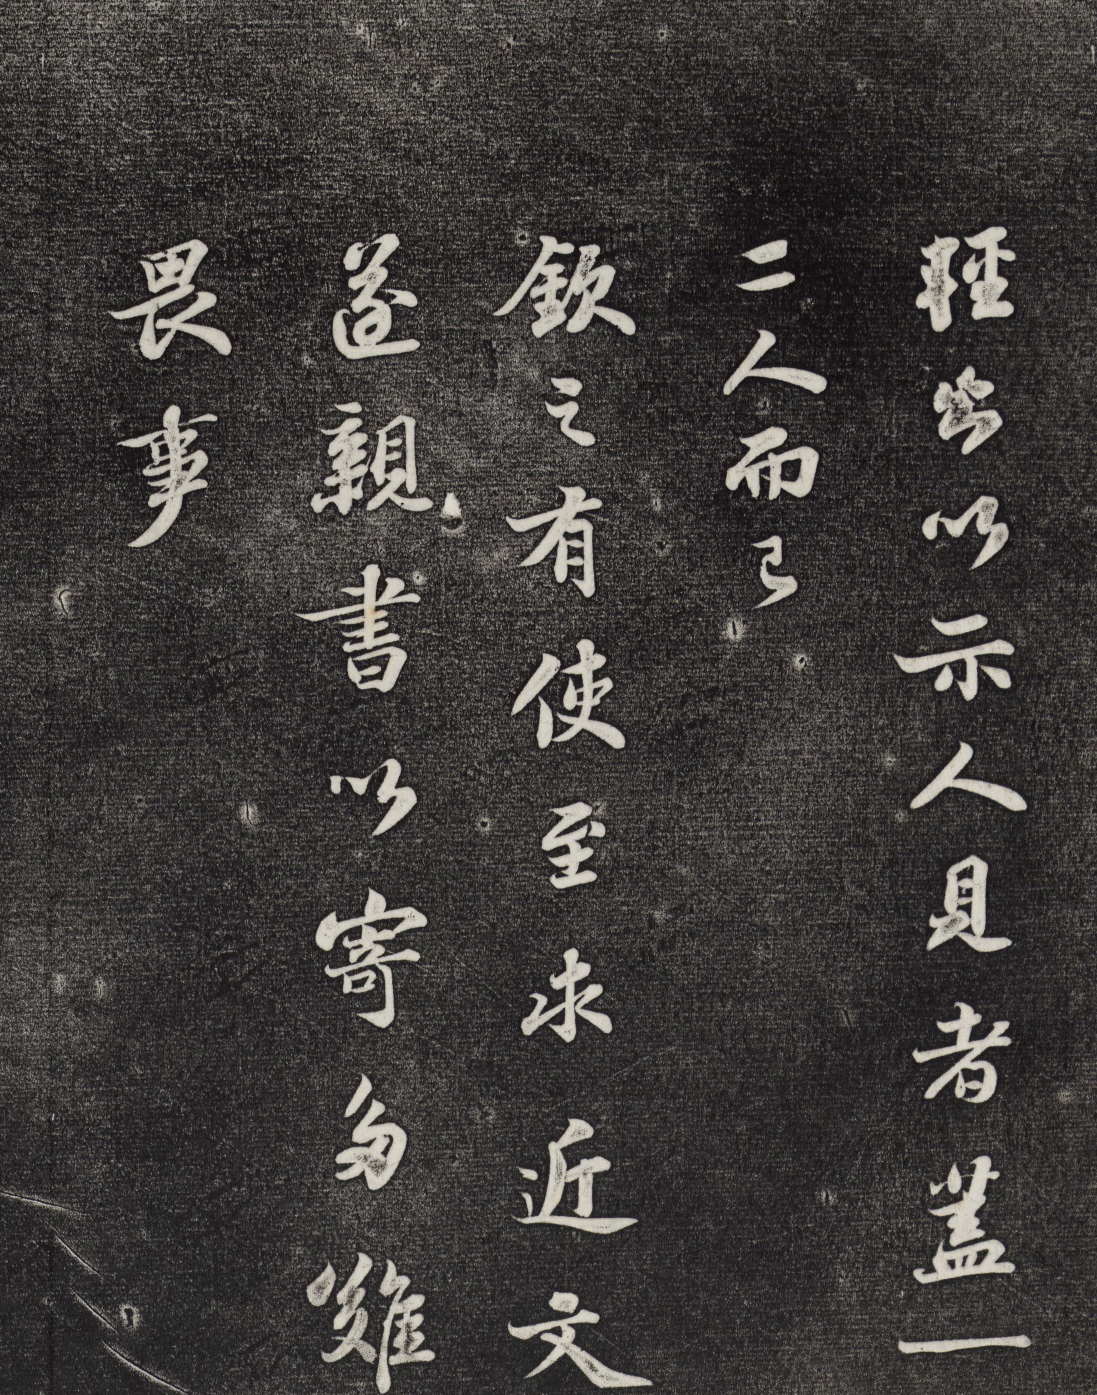 輕出以示人見者蓋一
二人而已
欽之有使至求近文
遂親書以寄多難
畏事